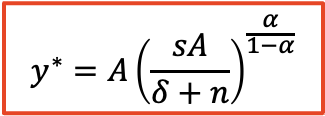 y* = A (sA / (δ + n))^(α / (1−α))